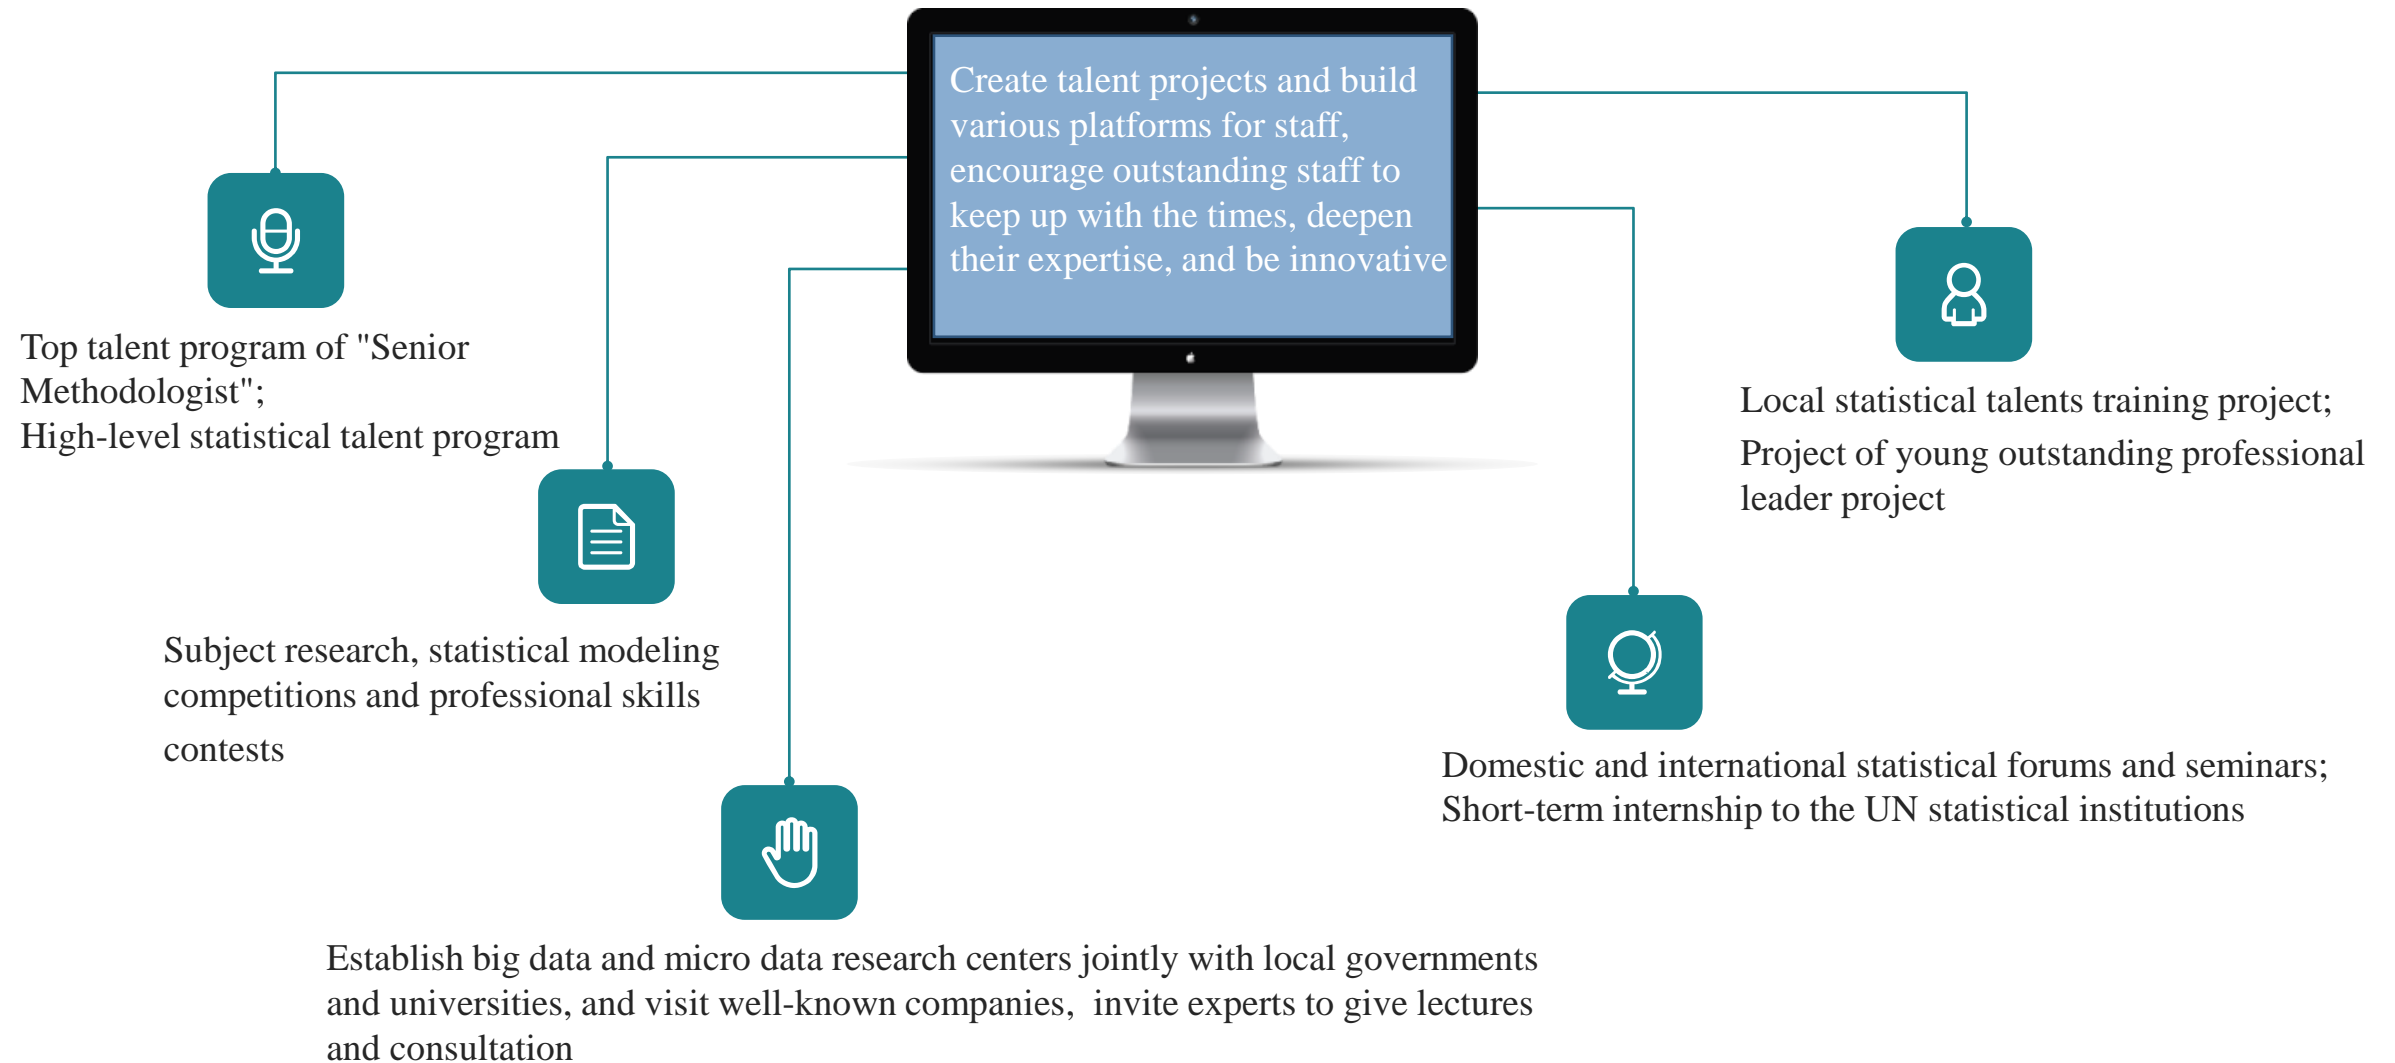 Create talent projects and build
various platforms for staff,
encourage outstanding staff to
keep up with the times, deepen
their expertise, and be innovative
Top talent program of "Senior
Methodologist";
High-level statistical talent program
Local statistical talents training project;
Project of young outstanding professional
leader project
Subject research, statistical modeling
competitions and professional skills
contests
Domestic and international statistical forums and seminars;
Short-term internship to the UN statistical institutions
Establish big data and micro data research centers jointly with local governments
and universities, and visit well-known companies,  invite experts to give lectures
and consultation